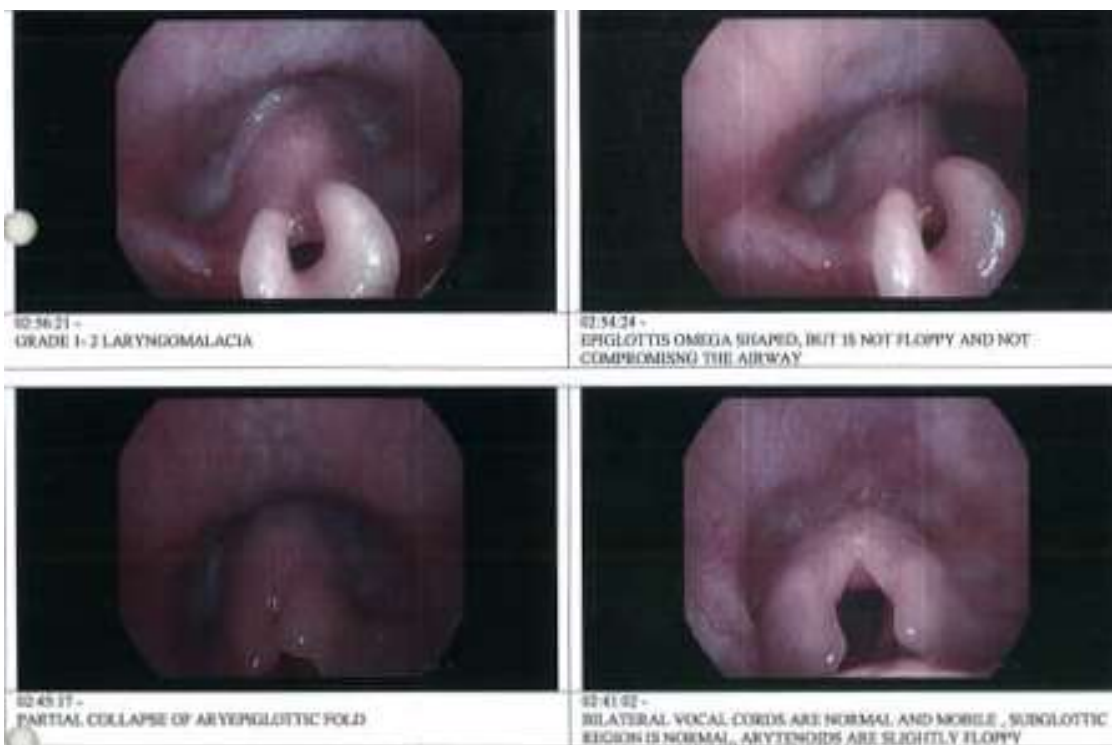 02:56:21 -
GRADE 1- 2 LARYNGOMALACIA
02:54:24 -
EPIGLOTTIS OMEGA SHAPED, BUT IS NOT FLOPPY AND NOT
COMPROMISNG THE AIRWAY
02:45:17 -
PARTIAL COLLAPSE OF ARYEPIGLOTTIC FOLD
02:41:02 -
BILATERAL VOCAL CORDS ARE NORMAL AND MOBILE , SUBGLOTTIC
REGION IS NORMAL, ARYTENOIDS ARE SLIGHTLY FLOPPY